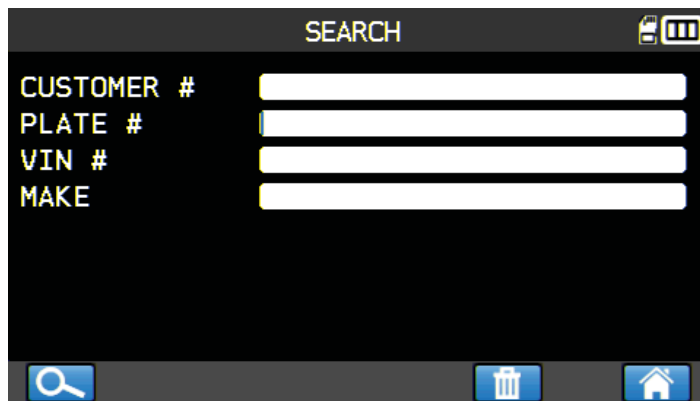 SEARCH
CUSTOMER #
PLATE #
VIN #
MAKE